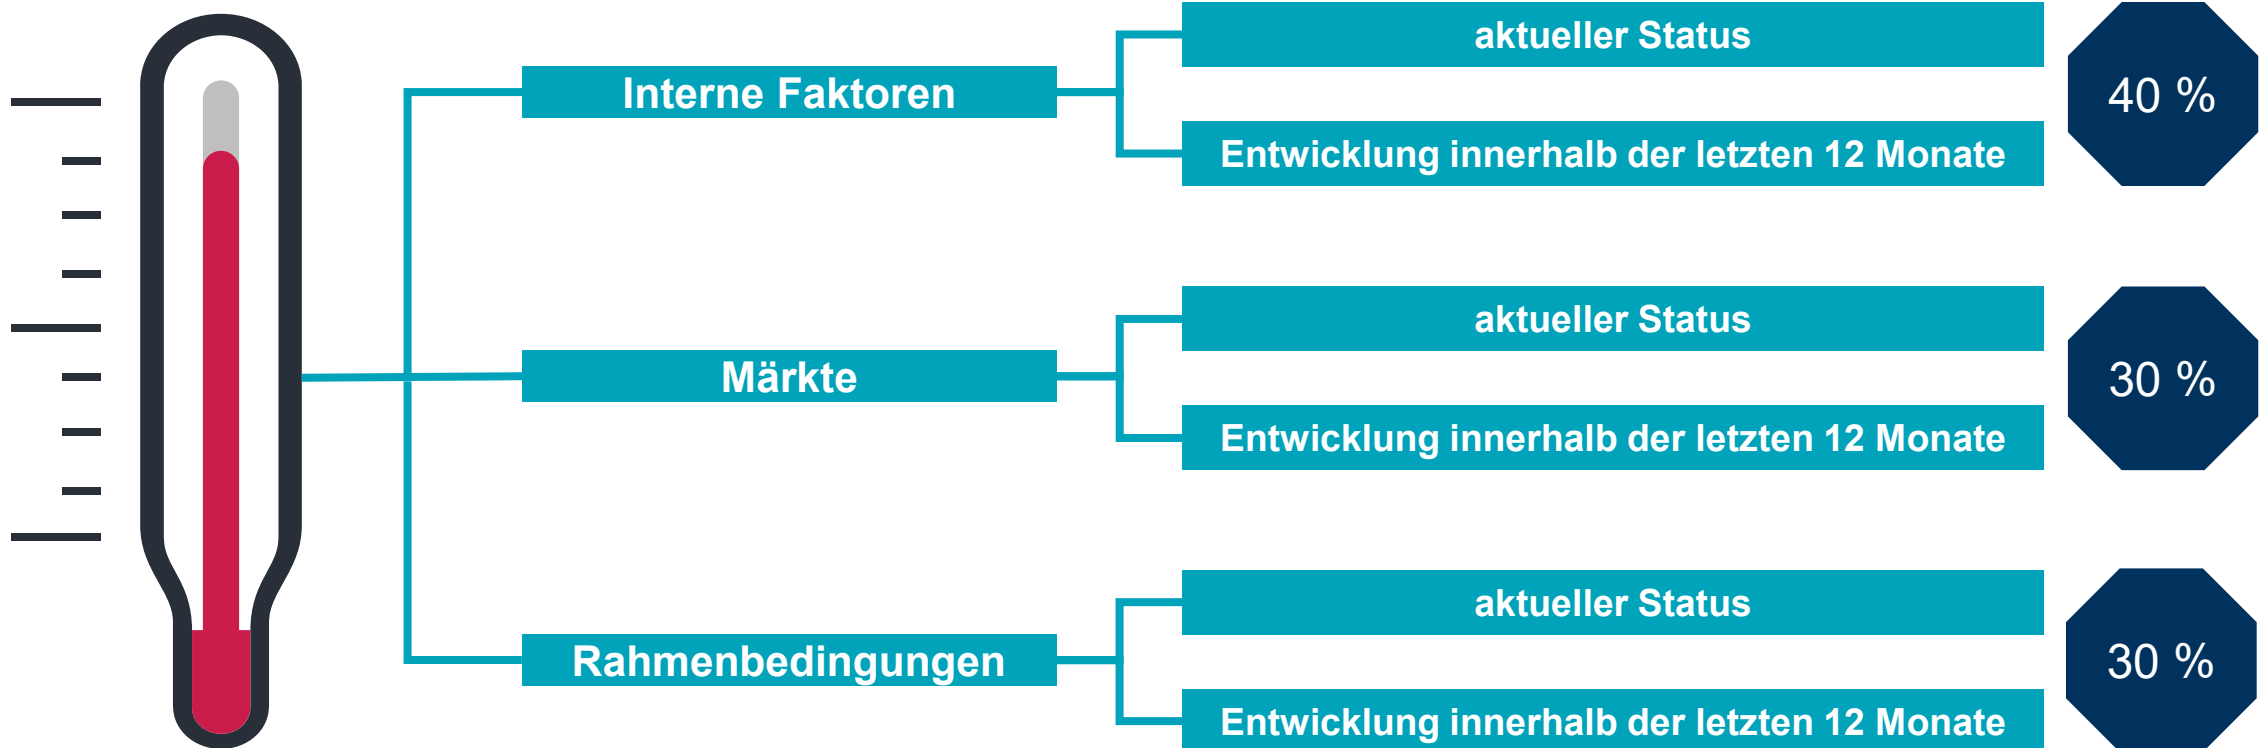 Interne Faktoren
aktueller Status
Entwicklung innerhalb der letzten 12 Monate
40 %
Märkte
aktueller Status
Entwicklung innerhalb der letzten 12 Monate
30 %
Rahmenbedingungen
aktueller Status
Entwicklung innerhalb der letzten 12 Monate
30 %